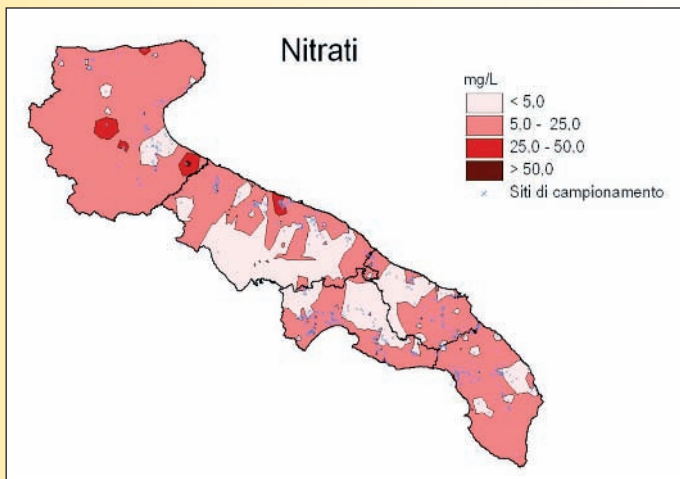 Nitrati
mg/L
< 5,0
5,0 - 25,0
25,0 - 50,0
> 50,0
Siti di campionamento